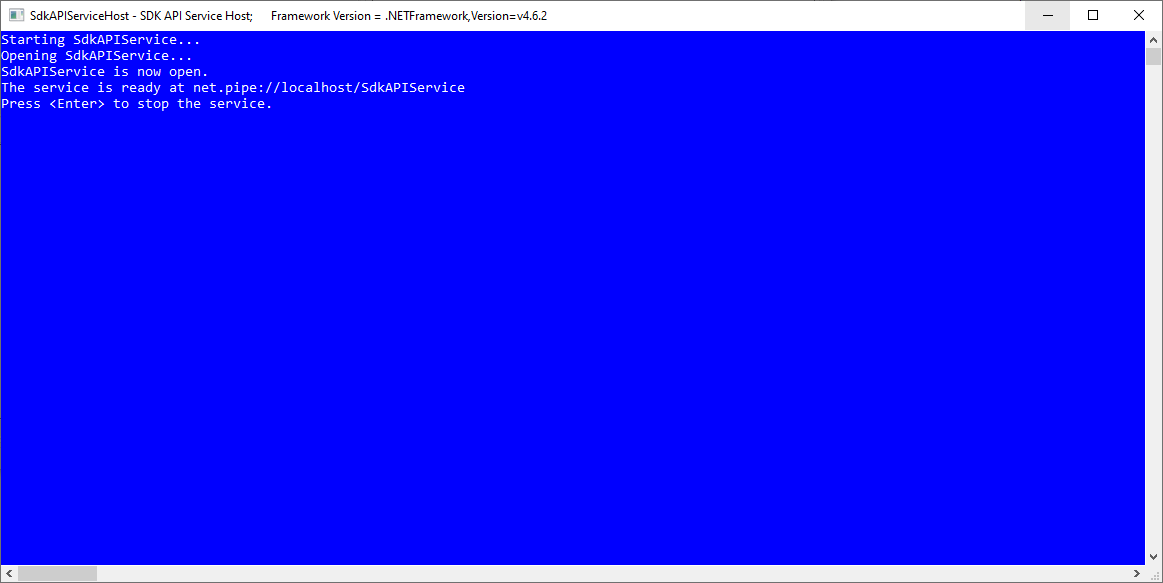 SdkAPIServiceHost - SDK API Service Host;      Framework Version = .NETFramework,Version=v4.6.2
Starting SdkAPIService...
Opening SdkAPIService...
SdkAPIService is now open.
The service is ready at net.pipe://localhost/SdkAPIService
Press <Enter> to stop the service.